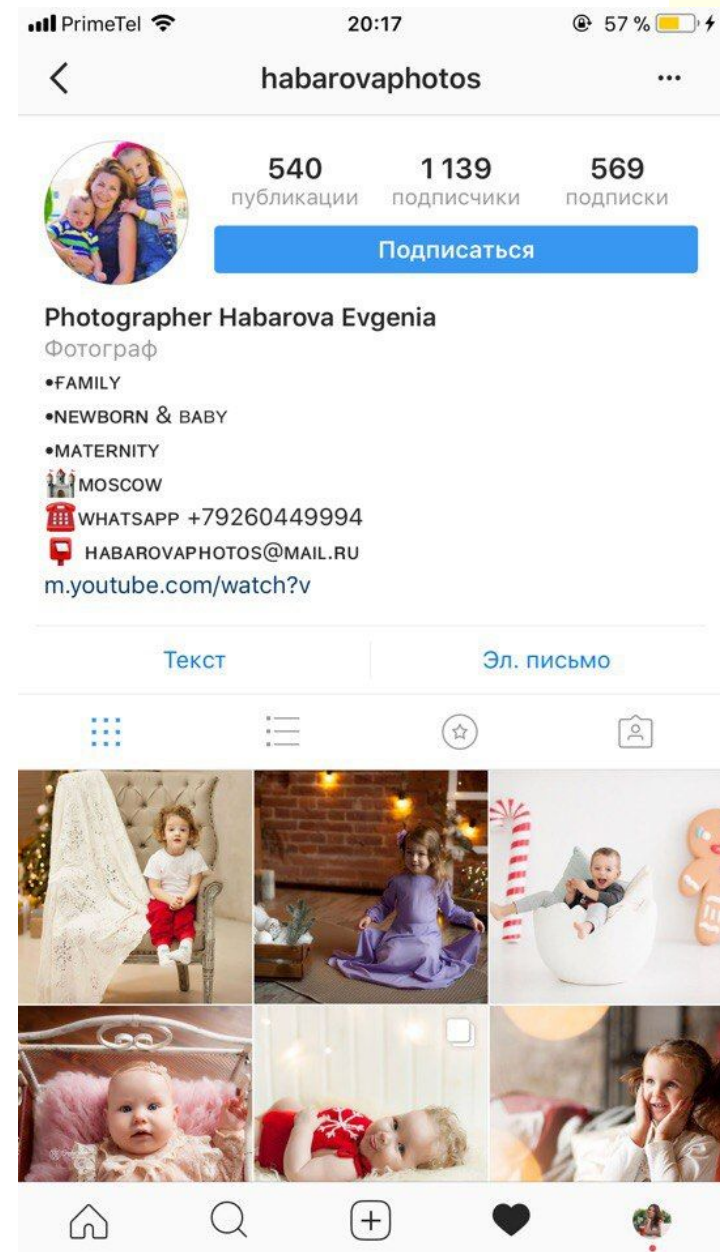 PrimeTel 20:17 57 %
habarovaphotos
540 1 139 569
публикации подписчики подписки
Подписаться
Photographer Habarova Evgenia
Фотограф
•ҒАMILY
•NEWBORN & BABY
•MATERNITY
MOSCOW
WHATSAPP +79260449994
HABAROVAPHOTOS@MAIL.RU
m.youtube.com/watch?v
Текст Эл. письмо